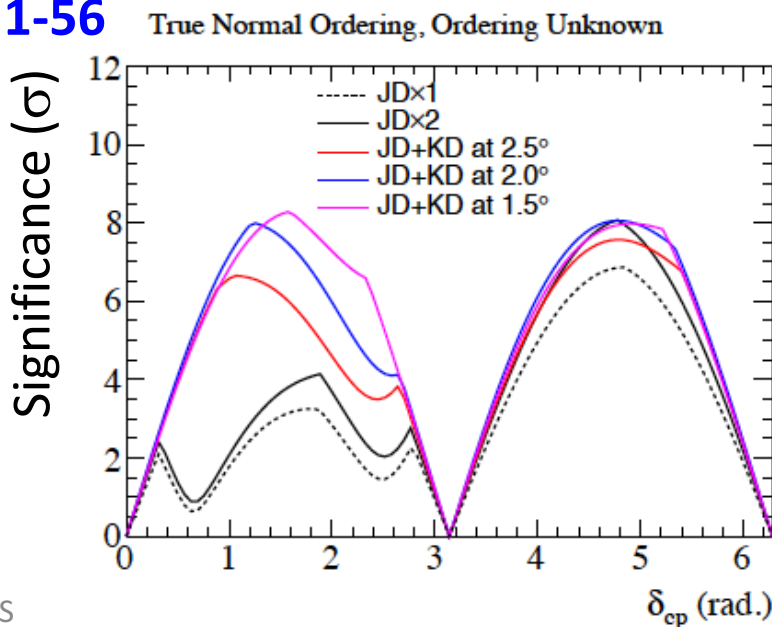 1-56
True Normal Ordering, Ordering Unknown
Significance (σ)
12
10
8
6
4
2
0
JD×1
JD×2
JD+KD at 2.5°
JD+KD at 2.0°
JD+KD at 1.5°
0 1 2 3 4 5 6
δcp (rad.)
S